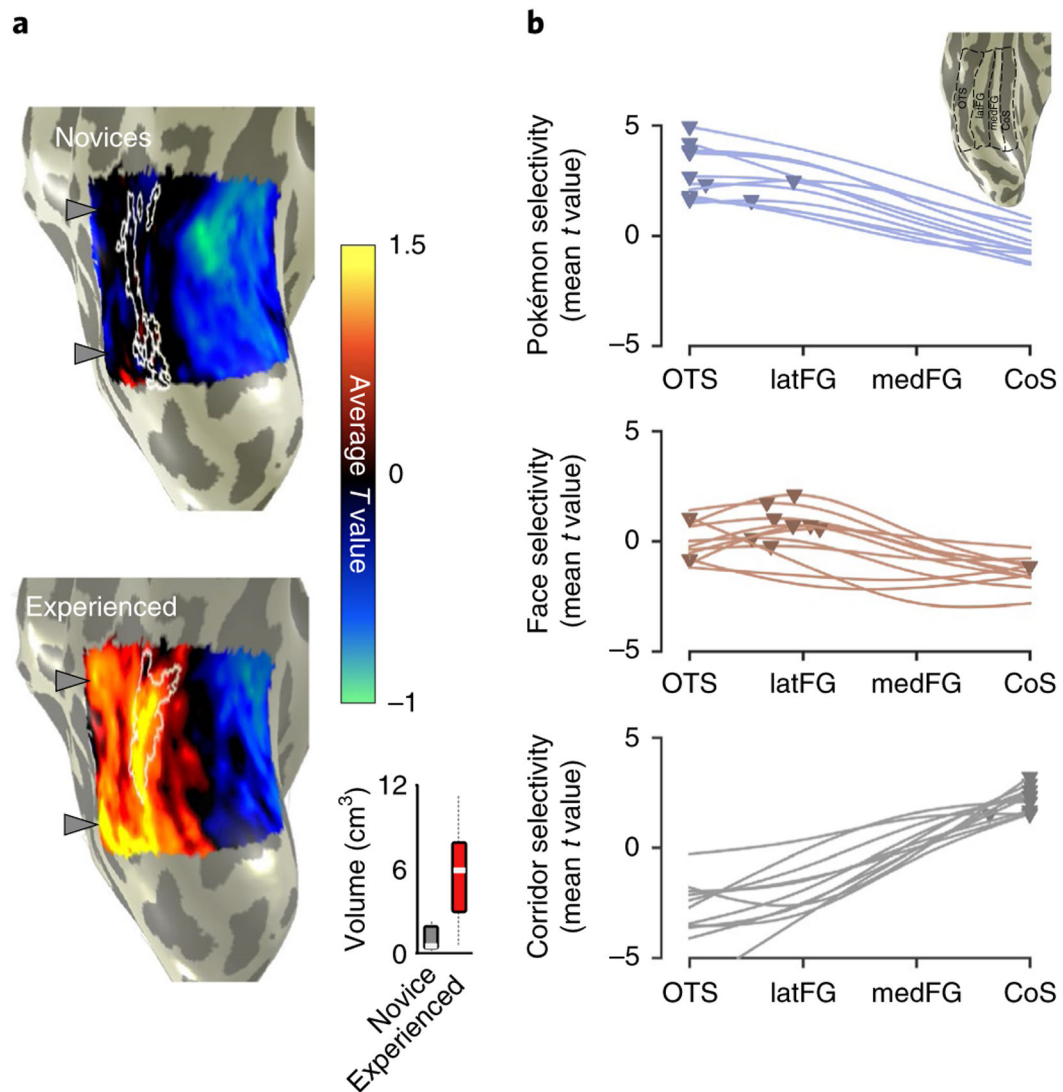 a
Novices
1.5
Average T value
0
−1
Experienced
12
6
0
Volume (cm3)
Novice
Experienced
b
OTS
latFG
medFG
CoS
Pokémon selectivity
(mean t value)
5
0
−5
OTS latFG medFG CoS
Face selectivity
(mean t value)
5
0
−5
OTS latFG medFG CoS
Corridor selectivity
(mean t value)
5
0
−5
OTS latFG medFG CoS